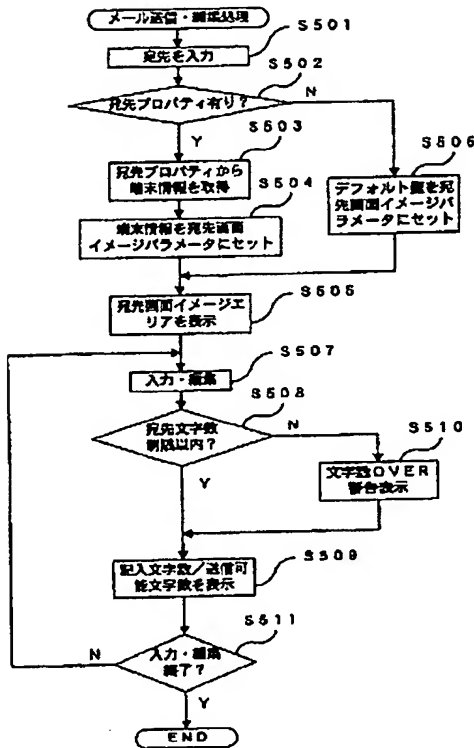 メール送信・編集処理
S501
宛先を入力
S502
宛先プロパティ有り?
N
Y
S503
宛先プロパティから
端末情報を取得
S506
デフォルト値を宛
先画面イメージパ
ラメータにセット
S504
端末情報を宛先画面
イメージパラメータにセット
S505
宛先画面イメージエ
リアを表示
S507
入力・編集
S508
宛先文字数
制限以内?
N
Y
S510
文字数OVER
警告表示
S509
記入文字数/送信可
能文字数を表示
S511
入力・編集
終了?
N
Y
END